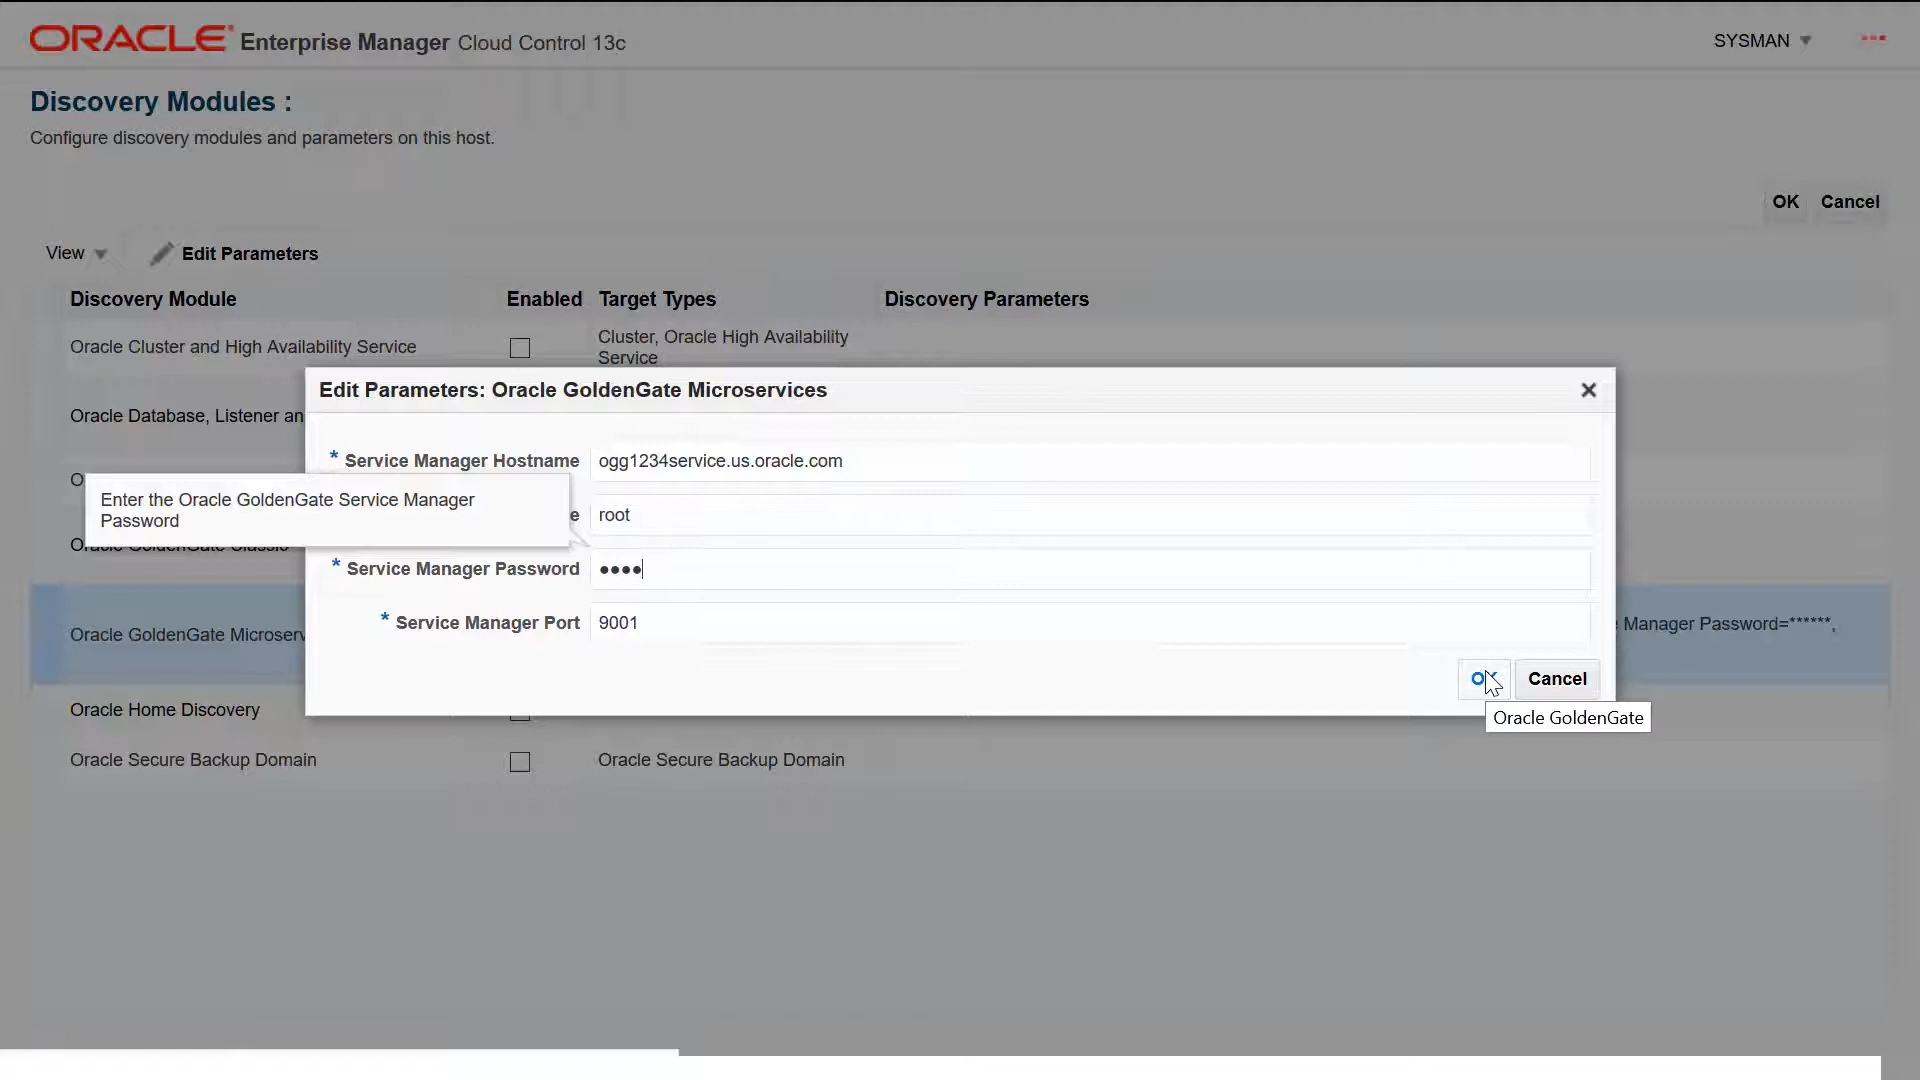 ORACLE Enterprise Manager Cloud Control 13c
SYSMAN
Discovery Modules :
Configure discovery modules and parameters on this host.
OK Cancel
View Edit Parameters
Discovery Module Enabled Target Types Discovery Parameters
Oracle Cluster and High Availability Service
Cluster, Oracle High Availability
Service
Oracle Database, Listener an
Edit Parameters: Oracle GoldenGate Microservices
* Service Manager Hostname ogg1234service.us.oracle.com
Enter the Oracle GoldenGate Service Manager
Password
root
* Service Manager Password ••••
* Service Manager Port 9001
Oracle GoldenGate Microserv
Manager Password=******,
OK Cancel
Oracle GoldenGate
Oracle Home Discovery
Oracle Secure Backup Domain
Oracle Secure Backup Domain